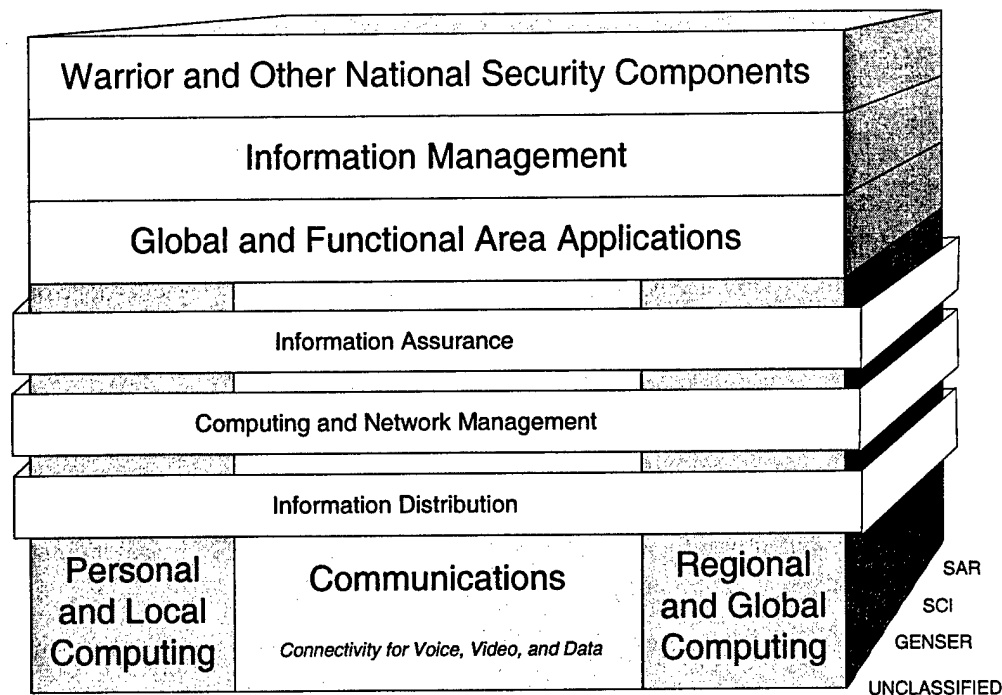 Warrior and Other National Security Components
Information Management
Global and Functional Area Applications
Information Assurance
Computing and Network Management
Information Distribution
Personal
and Local
Computing
Communications
Connectivity for Voice, Video, and Data
Regional
and Global
Computing
SAR
SCI
GENSER
UNCLASSIFIED